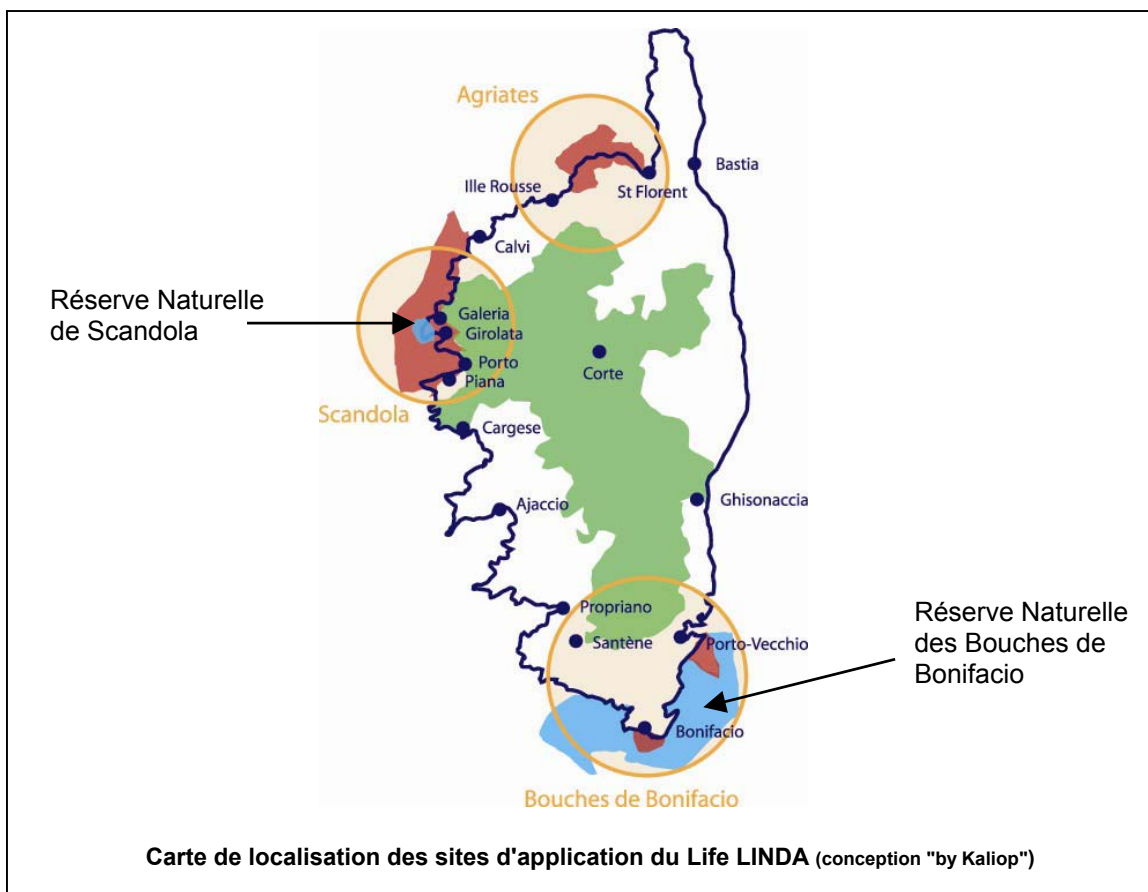 Agriates
Bastia
Ille Rousse
St Florent
Calvi
Réserve Naturelle
de Scandola
Galeria
Girolata
Porto
Corte
Piana
Scandola
Cargese
Ajaccio
Ghisonaccia
Propriano
Réserve Naturelle
des Bouches de
Bonifacio
Santène
Porto-Vecchio
Bonifacio
Bouches de Bonifacio
Carte de localisation des sites d'application du Life LINDA (conception "by Kaliop")